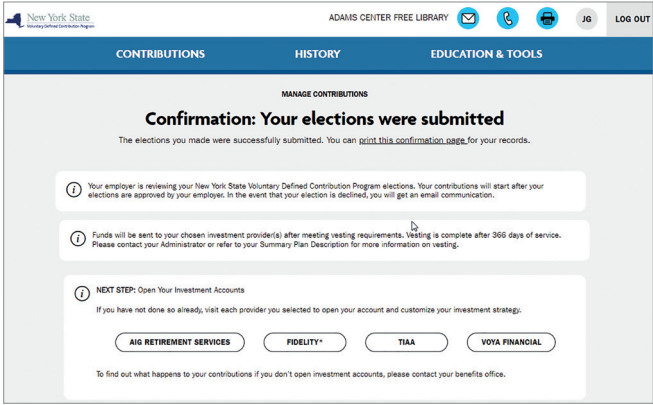 New York State
Voluntary Defined Contribution Program
ADAMS CENTER FREE LIBRARY
JG
LOG OUT
CONTRIBUTIONS
HISTORY
EDUCATION & TOOLS
MANAGE CONTRIBUTIONS
Confirmation: Your elections were submitted
The elections you made were successfully submitted. You can print this confirmation page for your records.
Your employer is reviewing your New York State Voluntary Defined Contribution Program elections. Your contributions will start after your
elections are approved by your employer. In the event that your election is declined, you will get an email communication.
Funds will be sent to your chosen investment provider(s) after meeting vesting requirements. Vesting is complete after 366 days of service.
Please contact your Administrator or refer to your Summary Plan Description for more information on vesting.
NEXT STEP: Open Your Investment Accounts
If you have not done so already, visit each provider you selected to open your account and customize your investment strategy.
AIG RETIREMENT SERVICES
FIDELITY®
TIAA
VOYA FINANCIAL
To find out what happens to your contributions if you don't open investment accounts, please contact your benefits office.